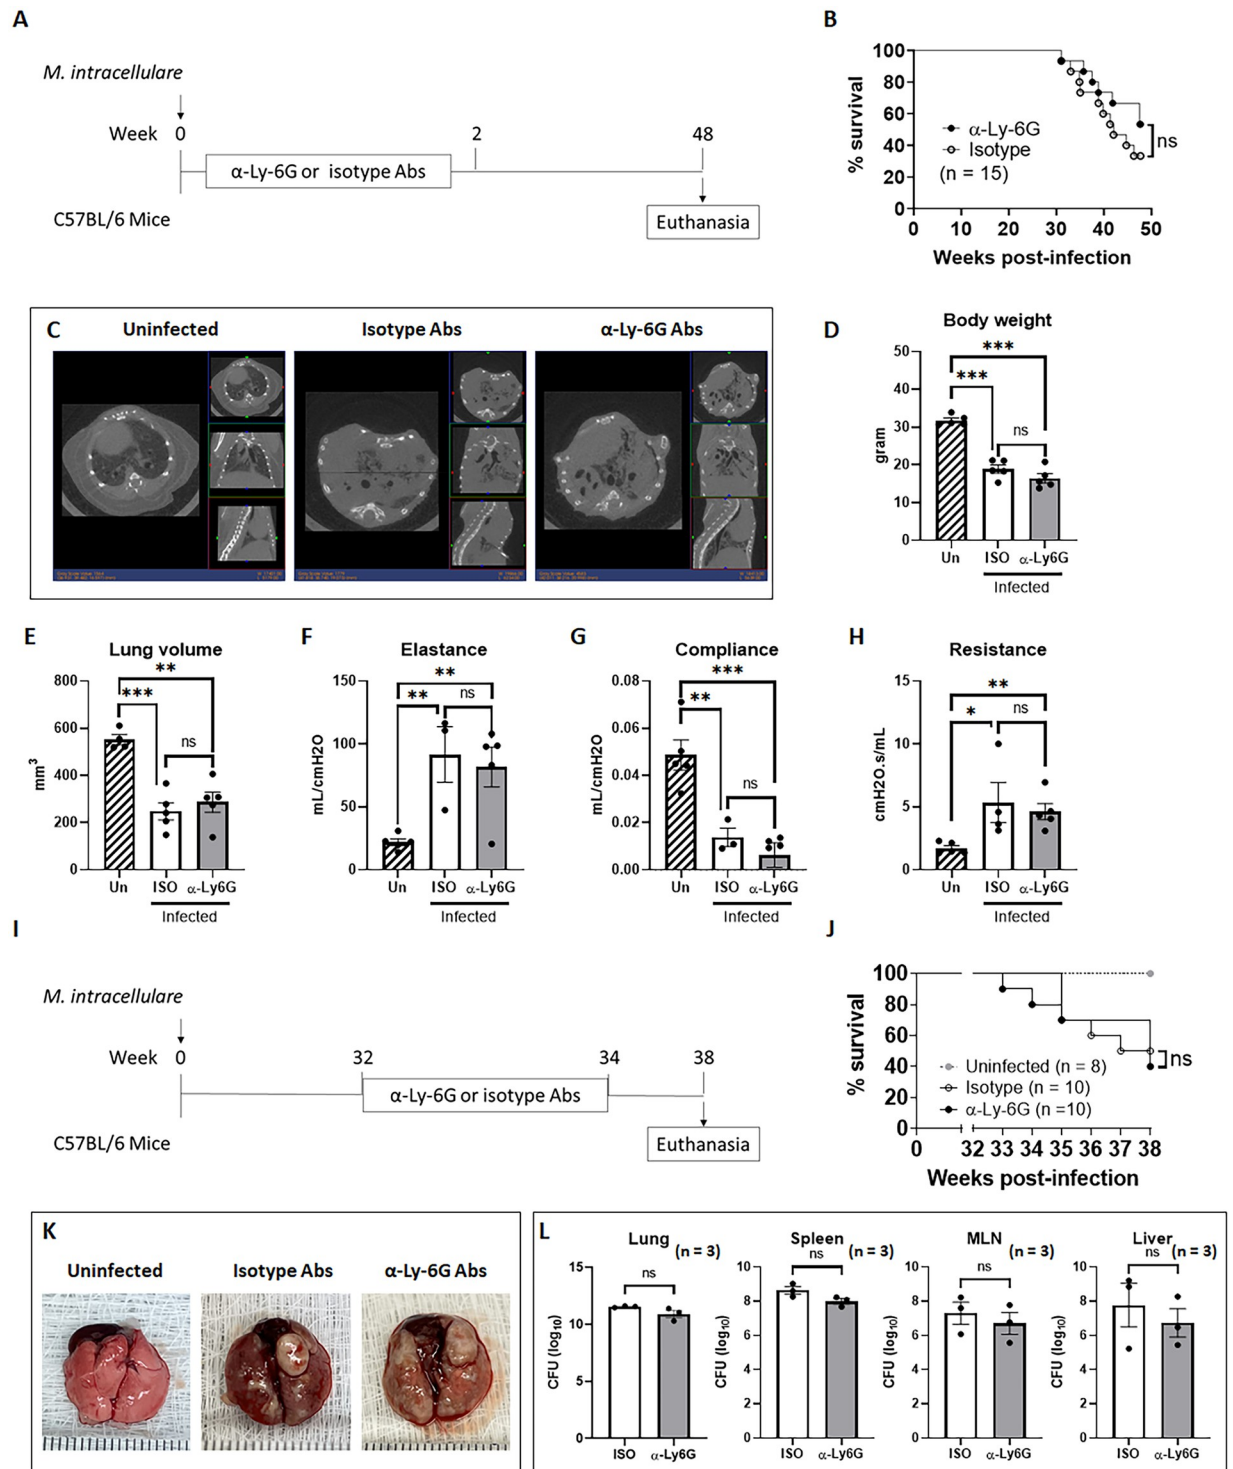 A
M. intracellulare
Week 0 2 48
α-Ly-6G or isotype Abs
C57BL/6 Mice
Euthanasia
B
% survival
100
80
60
40
20
0
α-Ly-6G
Isotype
(n = 15)
ns
0 10 20 30 40 50
Weeks post-infection
C
Uninfected Isotype Abs α-Ly-6G Abs
D
Body weight
gram
50
40
30
20
10
0
***
***
ns
Un ISO α-Ly6G
Infected
E
Lung volume
mm3
800
600
400
200
0
**
***
ns
Un ISO α-Ly6G
Infected
F
Elastance
mL/cmH2O
150
100
50
0
**
** ns
Un ISO α-Ly6G
Infected
G
Compliance
mL/cmH2O
0.08
0.06
0.04
0.02
0.00
***
**
ns
Un ISO α-Ly6G
Infected
H
Resistance
cmH2O.s/mL
15
10
5
0
**
* ns
Un ISO α-Ly6G
Infected
I
M. intracellulare
Week 0 32 34 38
α-Ly-6G or isotype Abs
C57BL/6 Mice
Euthanasia
J
% survival
100
80
60
40
20
0
Uninfected (n = 8)
Isotype (n = 10)
α-Ly-6G (n =10)
ns
0 32 33 34 35 36 37 38
Weeks post-infection
K
Uninfected Isotype Abs α-Ly-6G Abs
L
Lung
(n = 3)
CFU (log10)
15
10
5
0
ns
ISO α-Ly6G
Spleen
(n = 3)
CFU (log10)
10
8
6
4
2
0
ns
ISO α-Ly6G
MLN
(n = 3)
CFU (log10)
10
8
6
4
2
0
ns
ISO α-Ly6G
Liver
(n = 3)
CFU (log10)
10
8
6
4
2
0
ns
ISO α-Ly6G